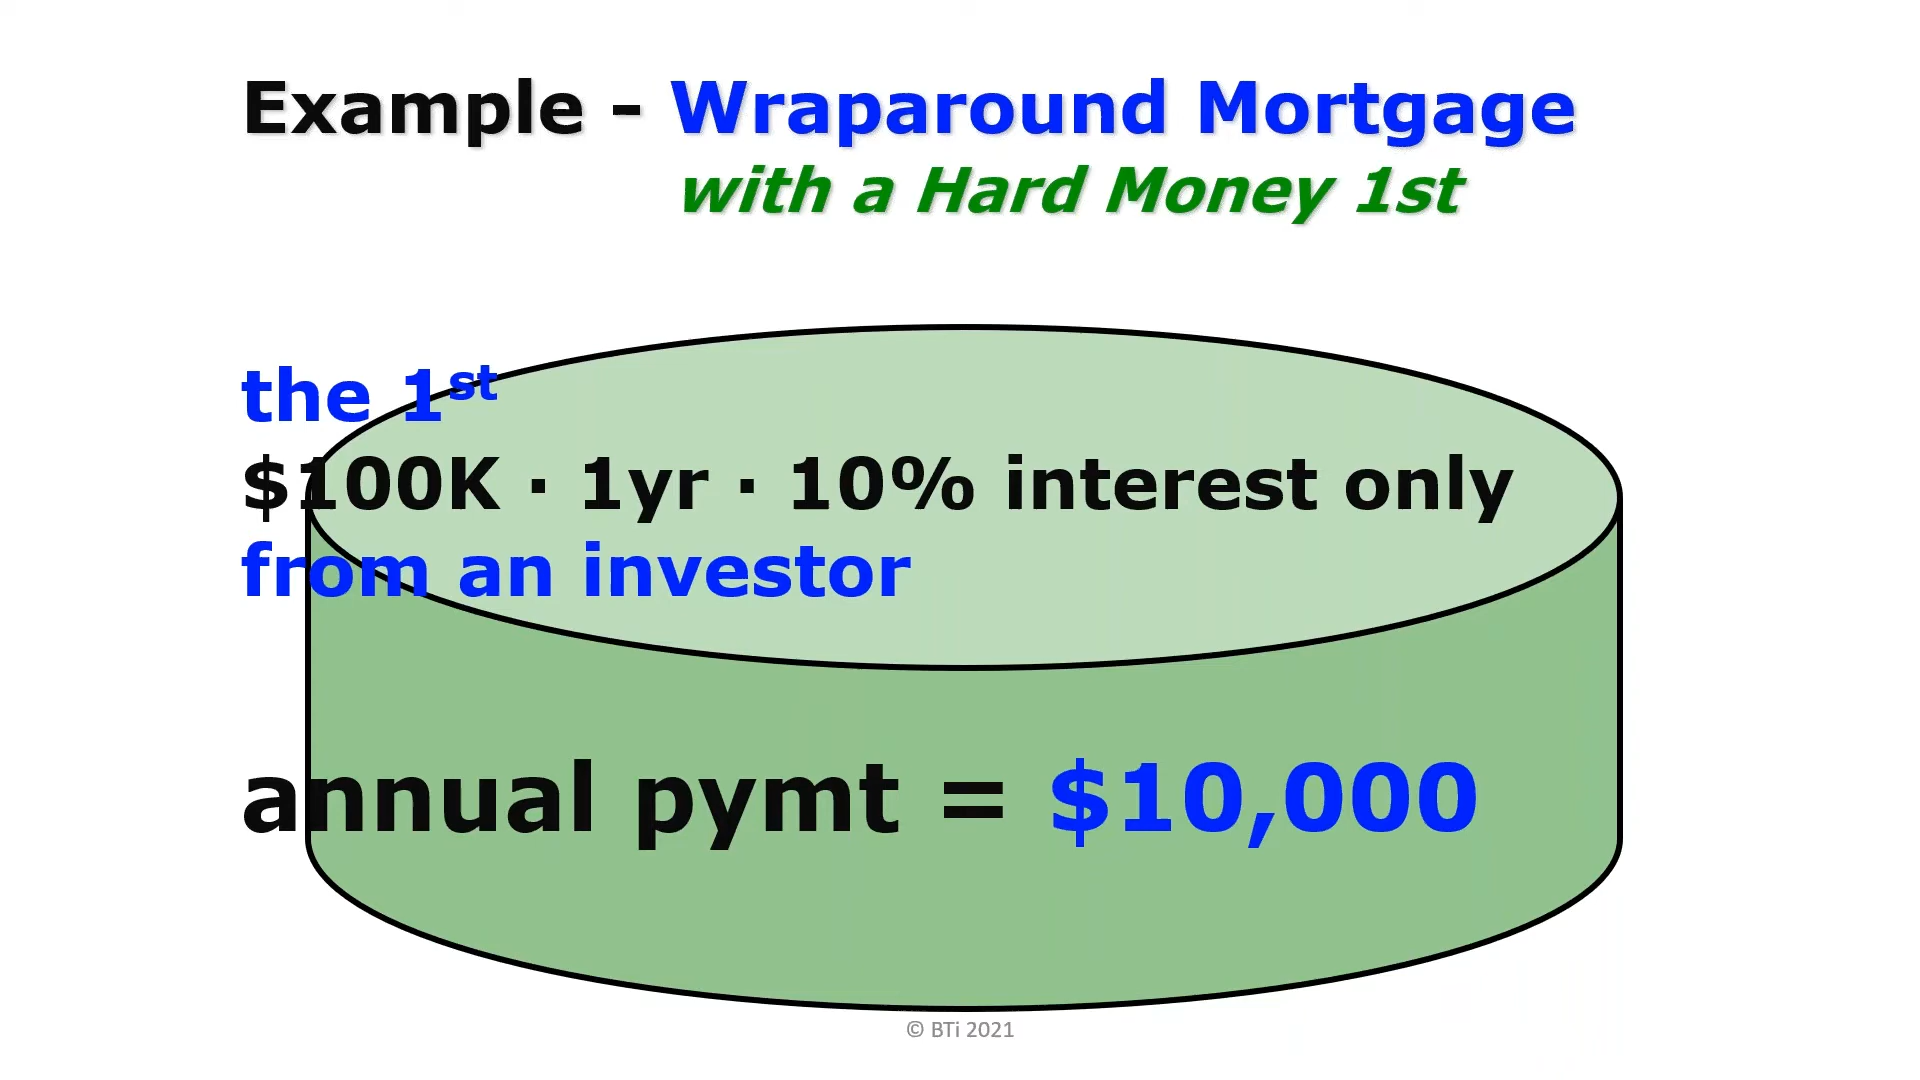 Example - Wraparound Mortgage
with a Hard Money 1st
the 1st
$100K · 1yr · 10% interest only
from an investor
annual pymt = $10,000
© BTi 2021